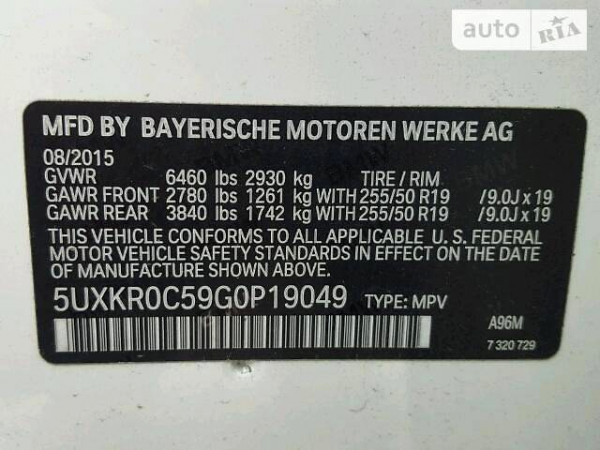 auto RIA
MFD BY BAYERISCHE MOTOREN WERKE AG
08/2015
GVWR 6460 lbs 2930 kg TIRE / RIM
GAWR FRONT 2780 lbs 1261 kg WITH 255/50 R19 /9.0J x 19
GAWR REAR 3840 lbs 1742 kg WITH 255/50 R19 /9.0J x 19
THIS VEHICLE CONFORMS TO ALL APPLICABLE U. S. FEDERAL
MOTOR VEHICLE SAFETY STANDARDS IN EFFECT ON THE
DATE OF MANUFACTURE SHOWN ABOVE
5UXKR0C59G0P19049 TYPE: MPV
A96M
7 320 729